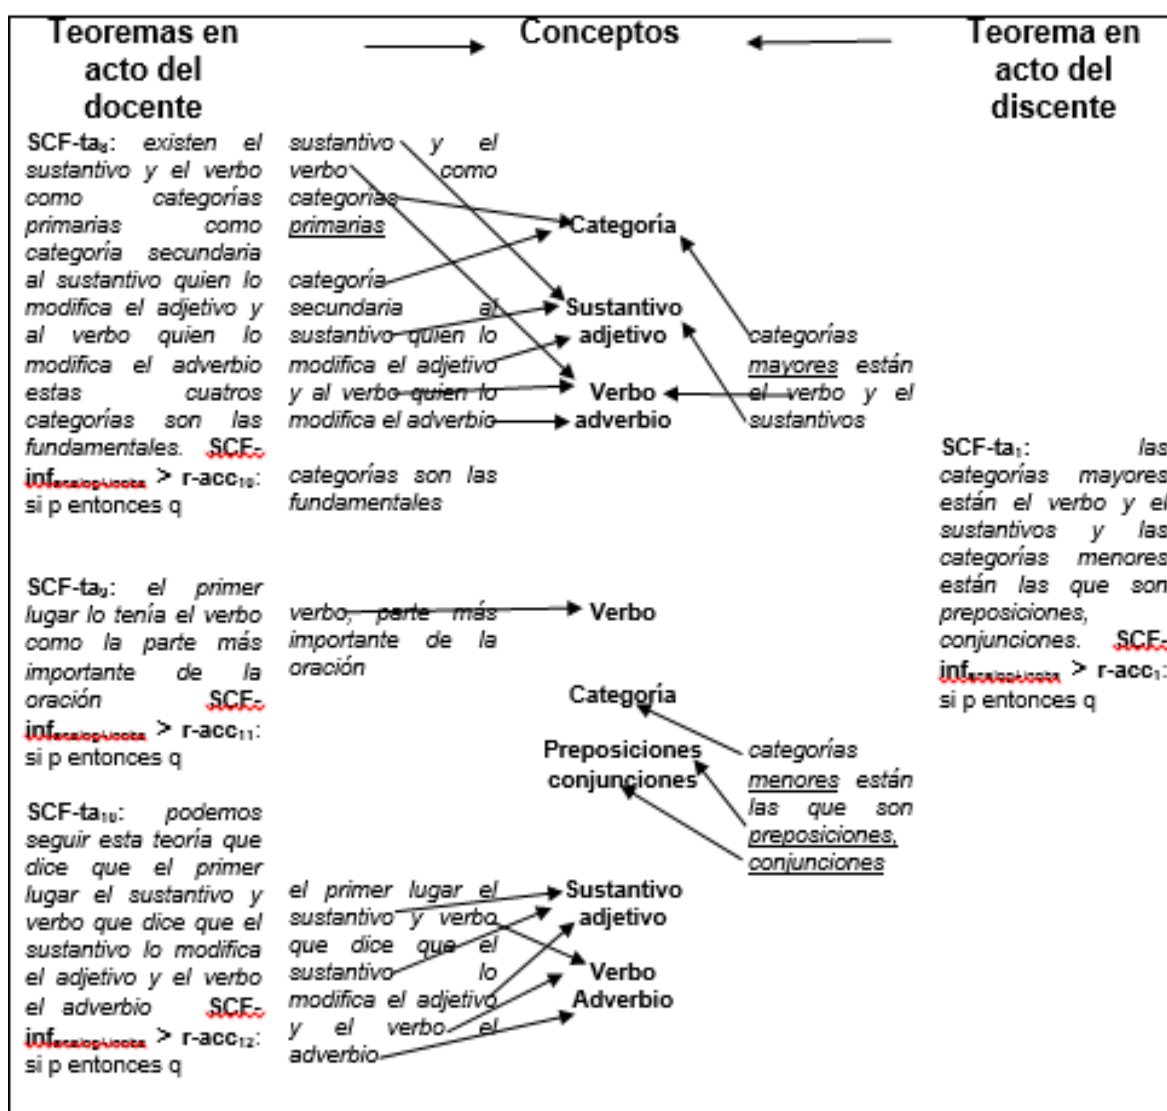 Teoremas en
acto del
docente
Conceptos
Teorema en
acto del
discente
SCF-ta₈: existen el
sustantivo y el verbo
como categorías
primarias como
categoría secundaria
al sustantivo quien lo
modifica el adjetivo y
al verbo quien lo
modifica el adverbio
estas cuatros
categorías son las
fundamentales. SCF-
> r-acc₁₀:
si p entonces q
sustantivo y el
verbo como
categorías
primarias
categoría
secundaria al
sustantivo quien lo
modifica el adjetivo
y al verbo quien lo
modifica el adverbio
categorías son las
fundamentales
Categoría
Sustantivo
adjetivo
Verbo
adverbio
categorías
mayores están
el verbo y el
sustantivos
SCF-ta₁: las
categorías mayores
están el verbo y el
sustantivos y las
categorías menores
están las que son
preposiciones,
conjunciones. SCF-
> r-acc₁:
si p entonces q
SCF-ta₉: el primer
lugar lo tenía el verbo
como la parte más
importante de la
oración SCF-
> r-acc₁₁:
si p entonces q
verbo, parte más
importante de la
oración
Verbo
Categoría
Preposiciones
conjunciones
categorías
menores están
las que son
preposiciones,
conjunciones
SCF-ta₁₀: podemos
seguir esta teoría que
dice que el primer
lugar el sustantivo y
verbo que dice que el
sustantivo lo modifica
el adjetivo y el verbo
el adverbio SCF-
> r-acc₁₂:
si p entonces q
el primer lugar el
sustantivo y verbo
que dice que el
sustantivo lo
modifica el adjetivo
y el verbo el
adverbio
Sustantivo
adjetivo
Verbo
Adverbio